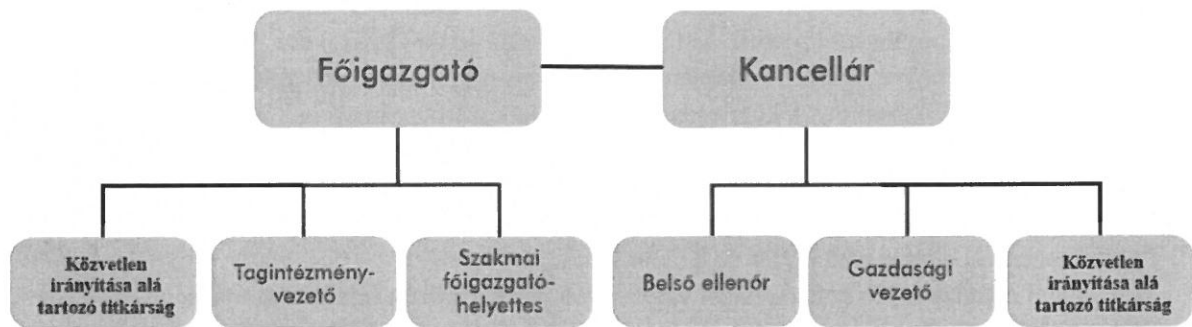 Főigazgató
Kancellár
Közvetlen
irányítása alá
tartozó titkárság
Tagintézmény-
vezető
Szakmai
főigazgató-
helyettes
Belső ellenőr
Gazdasági
vezető
Közvetlen
irányítása alá
tartozó titkárság